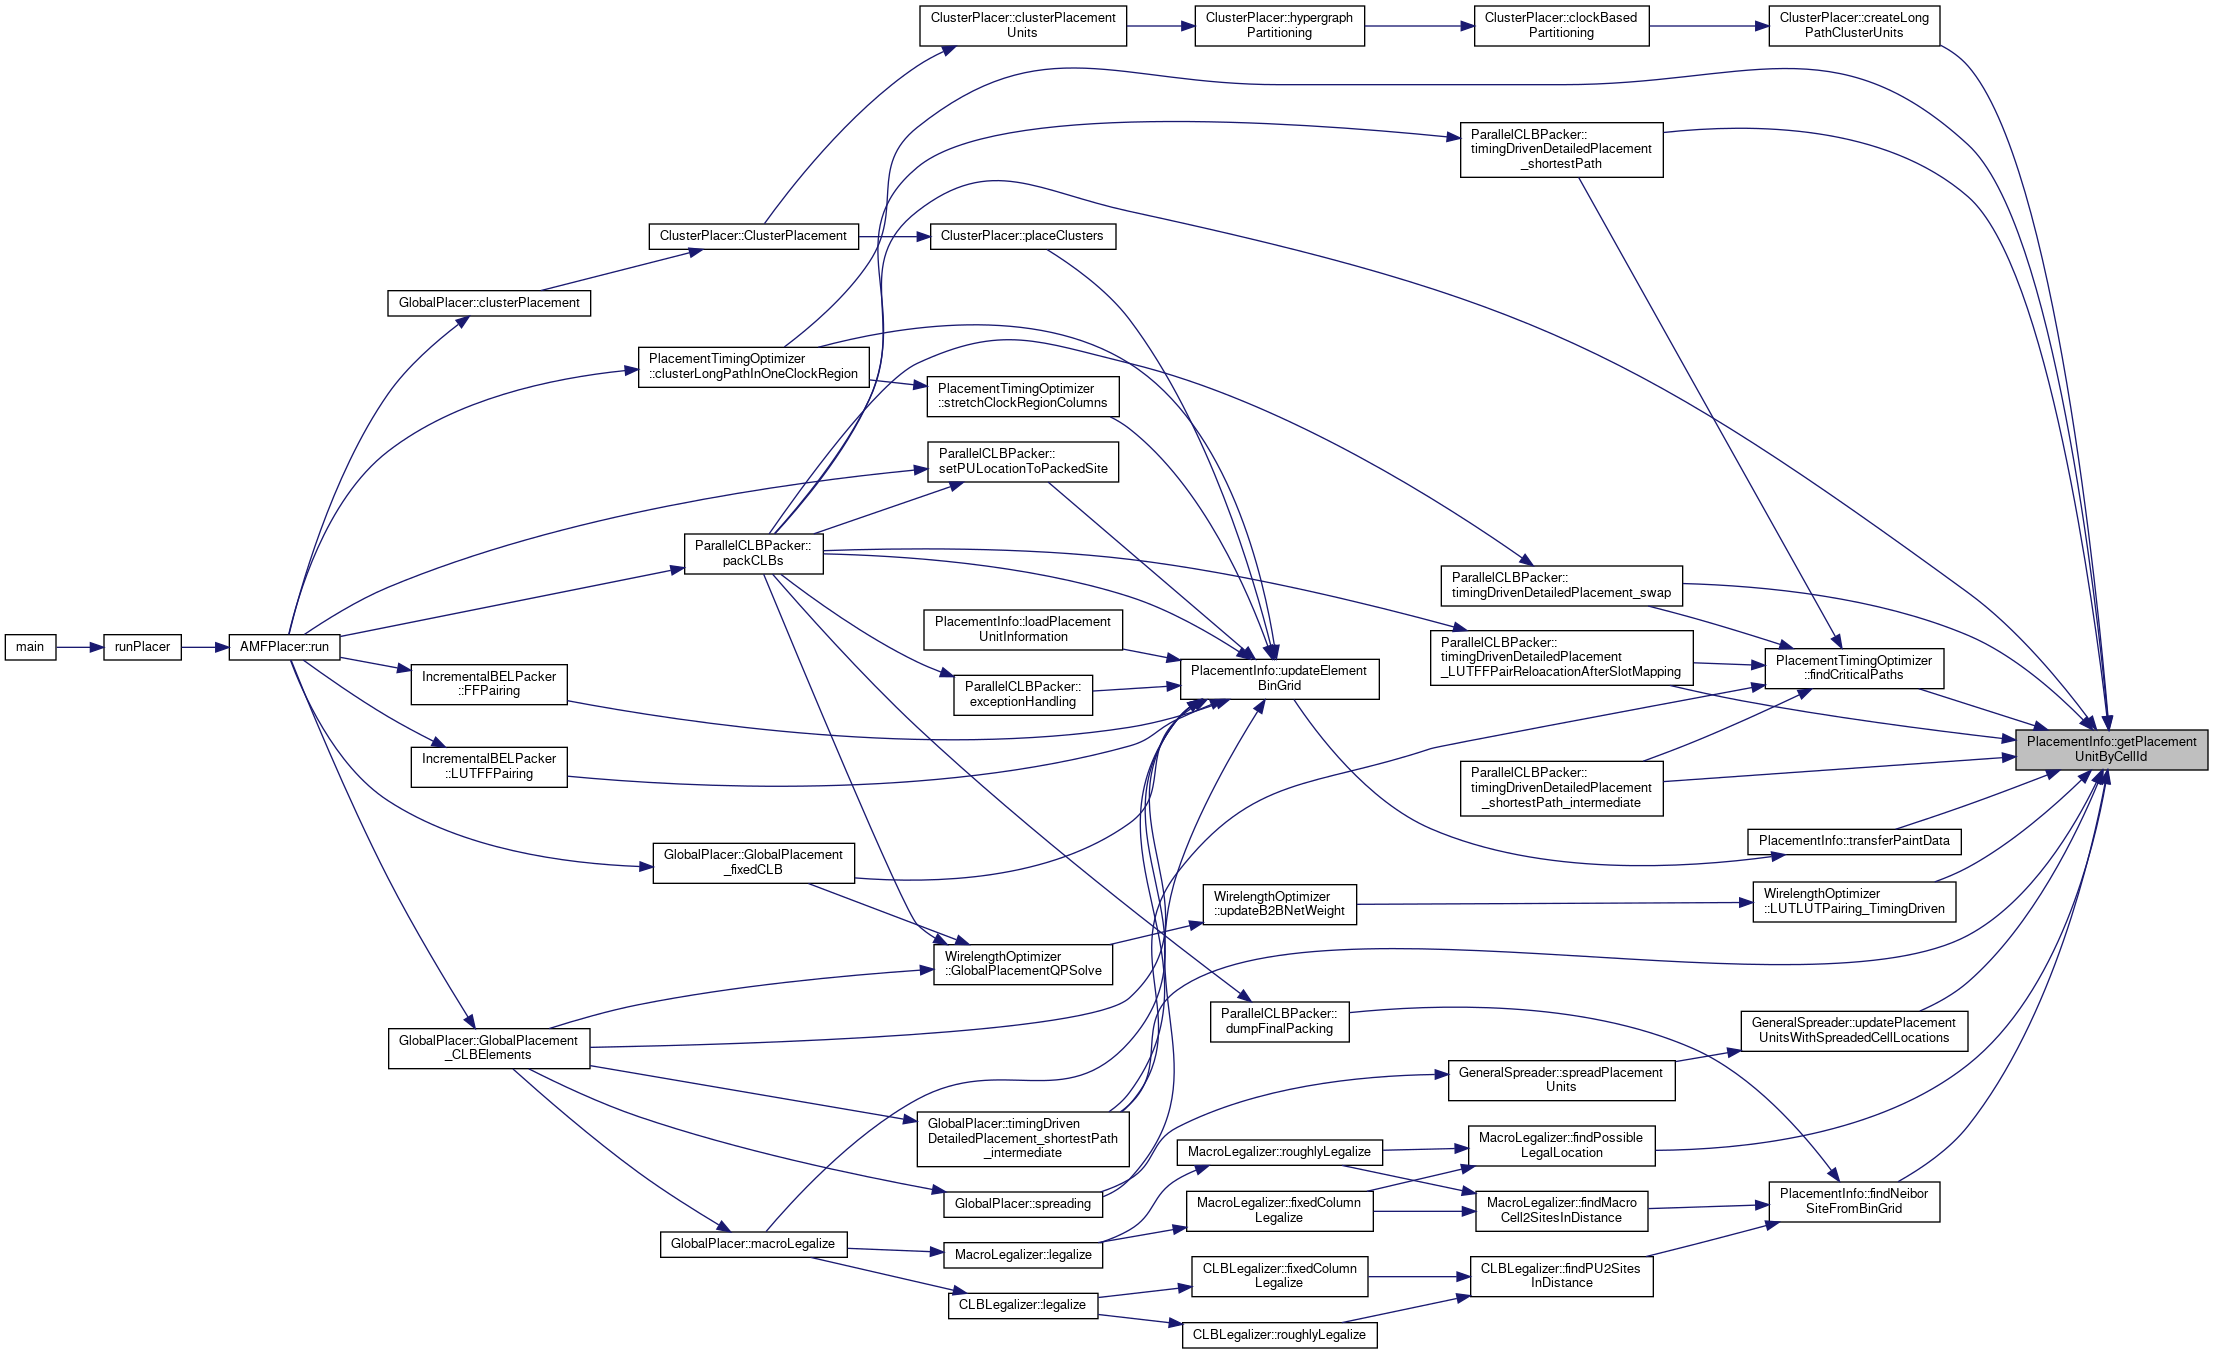 ClusterPlacer::clusterPlacement
Units
ClusterPlacer::hypergraph
Partitioning
ClusterPlacer::clockBased
Partitioning
ClusterPlacer::createLong
PathClusterUnits
ParallelCLBPacker::
timingDrivenDetailedPlacement
_shortestPath
ClusterPlacer::ClusterPlacement
ClusterPlacer::placeClusters
GlobalPlacer::clusterPlacement
PlacementTimingOptimizer
::clusterLongPathInOneClockRegion
PlacementTimingOptimizer
::stretchClockRegionColumns
ParallelCLBPacker::
setPULocationToPackedSite
ParallelCLBPacker::
packCLBs
ParallelCLBPacker::
timingDrivenDetailedPlacement_swap
PlacementInfo::loadPlacement
UnitInformation
main
runPlacer
AMFPlacer::run
ParallelCLBPacker::
timingDrivenDetailedPlacement
_LUTFFPairReloacationAfterSlotMapping
PlacementTimingOptimizer
::findCriticalPaths
PlacementInfo::updateElement
BinGrid
IncrementalBELPacker
::FFPairing
ParallelCLBPacker::
exceptionHandling
PlacementInfo::getPlacement
UnitByCellId
IncrementalBELPacker
::LUTFFPairing
ParallelCLBPacker::
timingDrivenDetailedPlacement
_shortestPath_intermediate
PlacementInfo::transferPaintData
GlobalPlacer::GlobalPlacement
_fixedCLB
WirelengthOptimizer
::updateB2BNetWeight
WirelengthOptimizer
::LUTLUTPairing_TimingDriven
WirelengthOptimizer
::GlobalPlacementQPSolve
ParallelCLBPacker::
dumpFinalPacking
GeneralSpreader::updatePlacement
UnitsWithSpreadedCellLocations
GlobalPlacer::GlobalPlacement
_CLBElements
GeneralSpreader::spreadPlacement
Units
GlobalPlacer::timingDriven
DetailedPlacement_shortestPath
_intermediate
MacroLegalizer::roughlyLegalize
MacroLegalizer::findPossible
LegalLocation
GlobalPlacer::spreading
MacroLegalizer::fixedColumn
Legalize
MacroLegalizer::findMacro
Cell2SitesInDistance
PlacementInfo::findNeibor
SiteFromBinGrid
GlobalPlacer::macroLegalize
MacroLegalizer::legalize
CLBLegalizer::fixedColumn
Legalize
CLBLegalizer::findPU2Sites
InDistance
CLBLegalizer::legalize
CLBLegalizer::roughlyLegalize